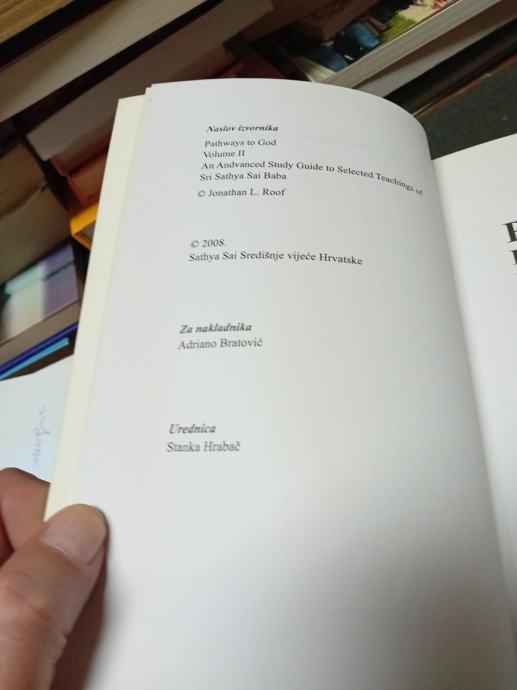 Naslov izvornika
Pathways to God
Volume II
An Andvanced Study Guide to Selected Teachings of
Sri Sathya Sai Baba
© Jonathan L. Roof
© 2008.
Sathya Sai Središnje vijeće Hrvatske
Za nakladnika
Adriano Bratović
Urednica
Stanka Hrabač